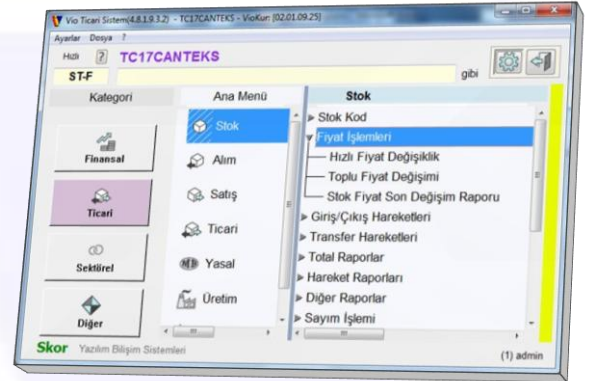 Vio Ticari Sistem(4.8.1.9.3.2) - TC17CANTEKS - VioKur: [02.01.09.25]
Ayarlar Dosya ?
Hızlı ? TC17CANTEKS
ST-F gibi
Kategori
Finansal
Ticari
Sektürel
Diğer
Ana Menü
Stok
Alım
Satış
Ticari
Yasal
Üretim
Stok
Stok Kod
Fiyat İşlemleri
Hızlı Fiyat Değişiklik
Toplu Fiyat Değişimi
Stok Fiyat Son Değişim Raporu
Giriş/Çıkış Hareketleri
Transfer Hareketleri
Total Raporlar
Hareket Raporları
Diğer Raporlar
Sayım İşlemi
Skor Yazılım Bilişim Sistemleri
(1) admin